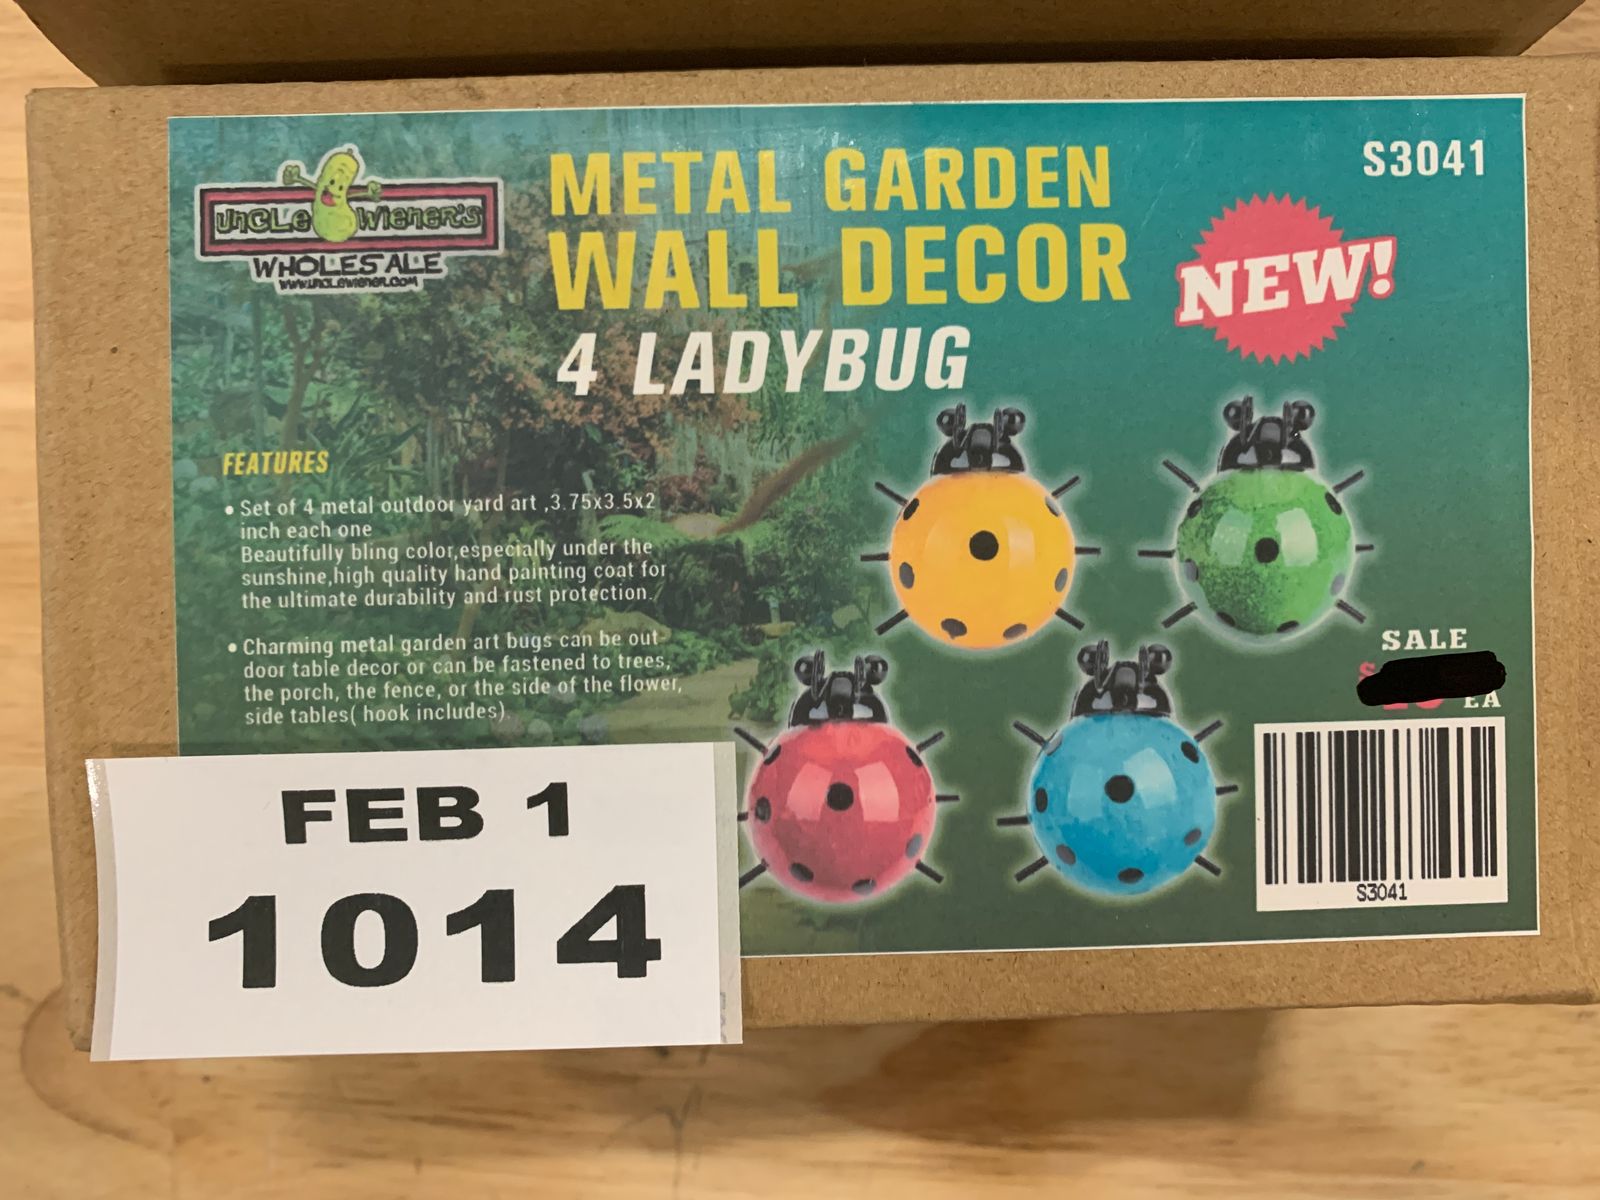 UNCLE WIENER'S
WHOLESALE
WWW.UNCLEWIENER.COM
METAL GARDEN
WALL DECOR
4 LADYBUG
S3041
NEW!
FEATURES
• Set of 4 metal outdoor yard art ,3.75x3.5x2
inch each one
Beautifully bling color,especially under the
sunshine,high quality hand painting coat for
the ultimate durability and rust protection.
• Charming metal garden art bugs can be out-
door table decor or can be fastened to trees,
the porch, the fence, or the side of the flower,
side tables( hook includes).
SALE
EA
S3041
FEB 1
1014